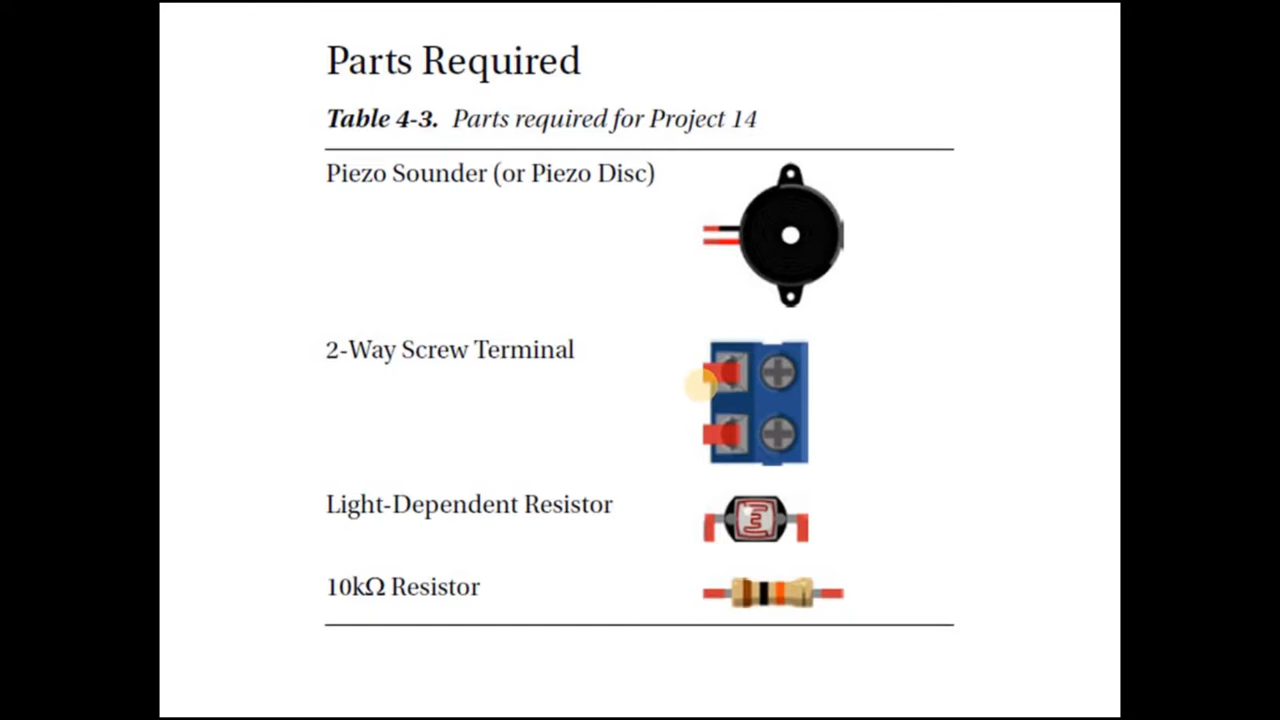 Parts Required
Table 4-3. Parts required for Project 14
Piezo Sounder (or Piezo Disc)
2-Way Screw Terminal
Light-Dependent Resistor
10kΩ Resistor